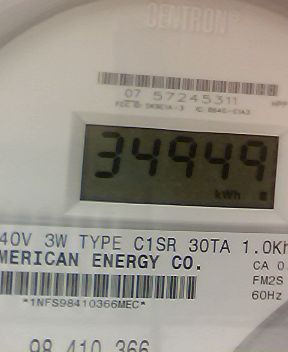 CENTRON®
07 57245311
34949
kWh
40V 3W TYPE C1SR 30TA 1.0Kh
MERICAN ENERGY CO.
CA 0.
FM2S
*1NFS98410366MEC*
60Hz
98 410 366